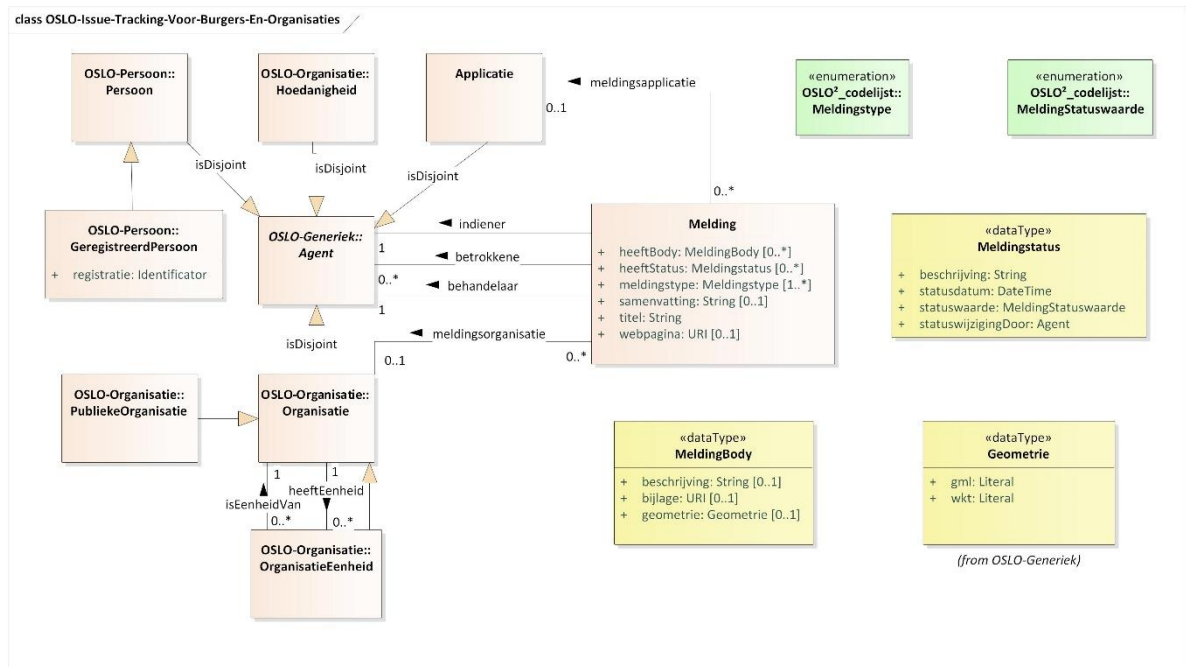 class OSLO-Issue-Tracking-Voor-Burgers-En-Organisaties
OSLO-Persoon::
Persoon
OSLO-Organisatie::
Hoedanigheid
Applicatie
meldingsapplicatie
0..1
0..*
«enumeration»
OSLO²_codelijst::
Meldingstype
«enumeration»
OSLO²_codelijst::
MeldingStatuswaarde
isDisjoint
isDisjoint
isDisjoint
OSLO-Persoon::
GeregistreerdPersoon
+ registratie: Identificator
OSLO-Generiek::
Agent
indiener
1
betrokkene
0..*
behandelaar
1
isDisjoint
meldingsorganisatie
0..1
0..*
Melding
+ heeftBody: MeldingBody [0..*]
+ heeftStatus: Meldingstatus [0..*]
+ meldingstype: Meldingstype [1..*]
+ samenvatting: String [0..1]
+ titel: String
+ webpagina: URI [0..1]
«dataType»
Meldingstatus
+ beschrijving: String
+ statusdatum: DateTime
+ statuswaarde: MeldingStatuswaarde
+ statuswijzigingDoor: Agent
OSLO-Organisatie::
PubliekeOrganisatie
OSLO-Organisatie::
Organisatie
1
1
heeftEenheid
isEenheidVan
0..*
0..*
OSLO-Organisatie::
OrganisatieEenheid
«dataType»
MeldingBody
+ beschrijving: String [0..1]
+ bijlage: URI [0..1]
+ geometrie: Geometrie [0..1]
«dataType»
Geometrie
+ gml: Literal
+ wkt: Literal
(from OSLO-Generiek)